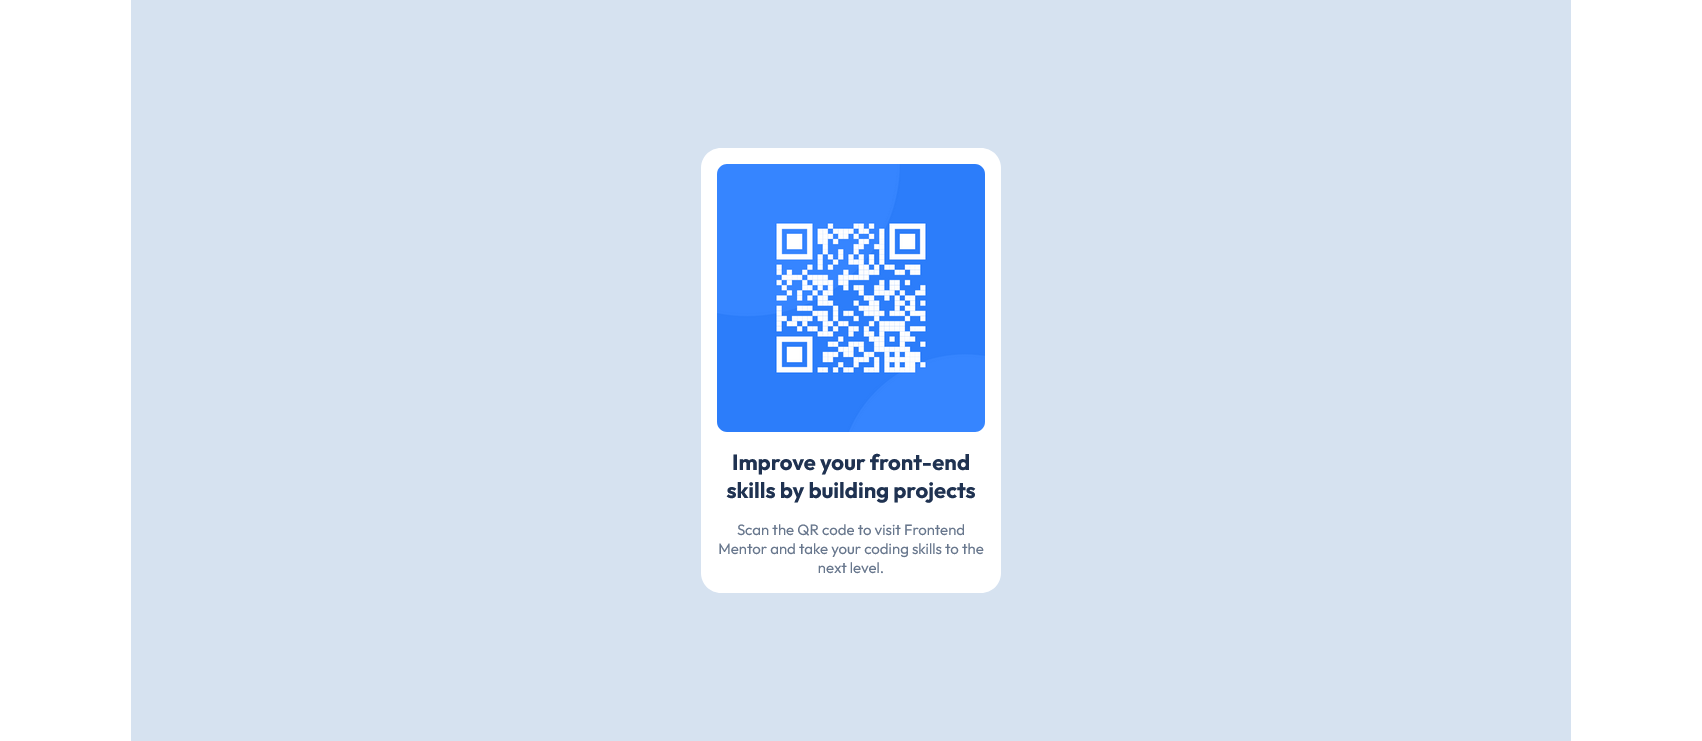 Improve your front-end
skills by building projects
Scan the QR code to visit Frontend
Mentor and take your coding skills to the
next level.